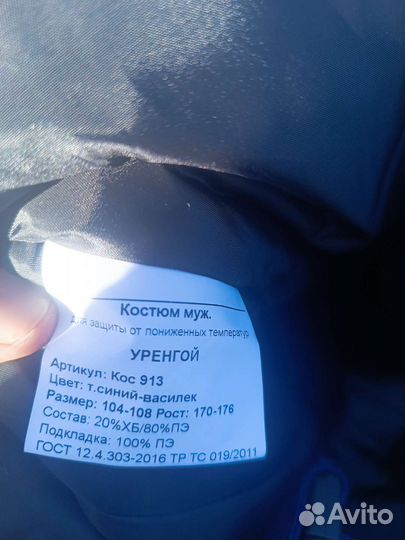 Костюм муж.
для защиты от пониженных температур
УРЕНГОЙ
Артикул: Кос 913
Цвет: т.синий-василек
Размер: 104-108 Рост: 170-176
Состав: 20%ХБ/80%ПЭ
Подкладка: 100% ПЭ
ГОСТ 12.4.303-2016 ТР ТС 019/2011
Avito